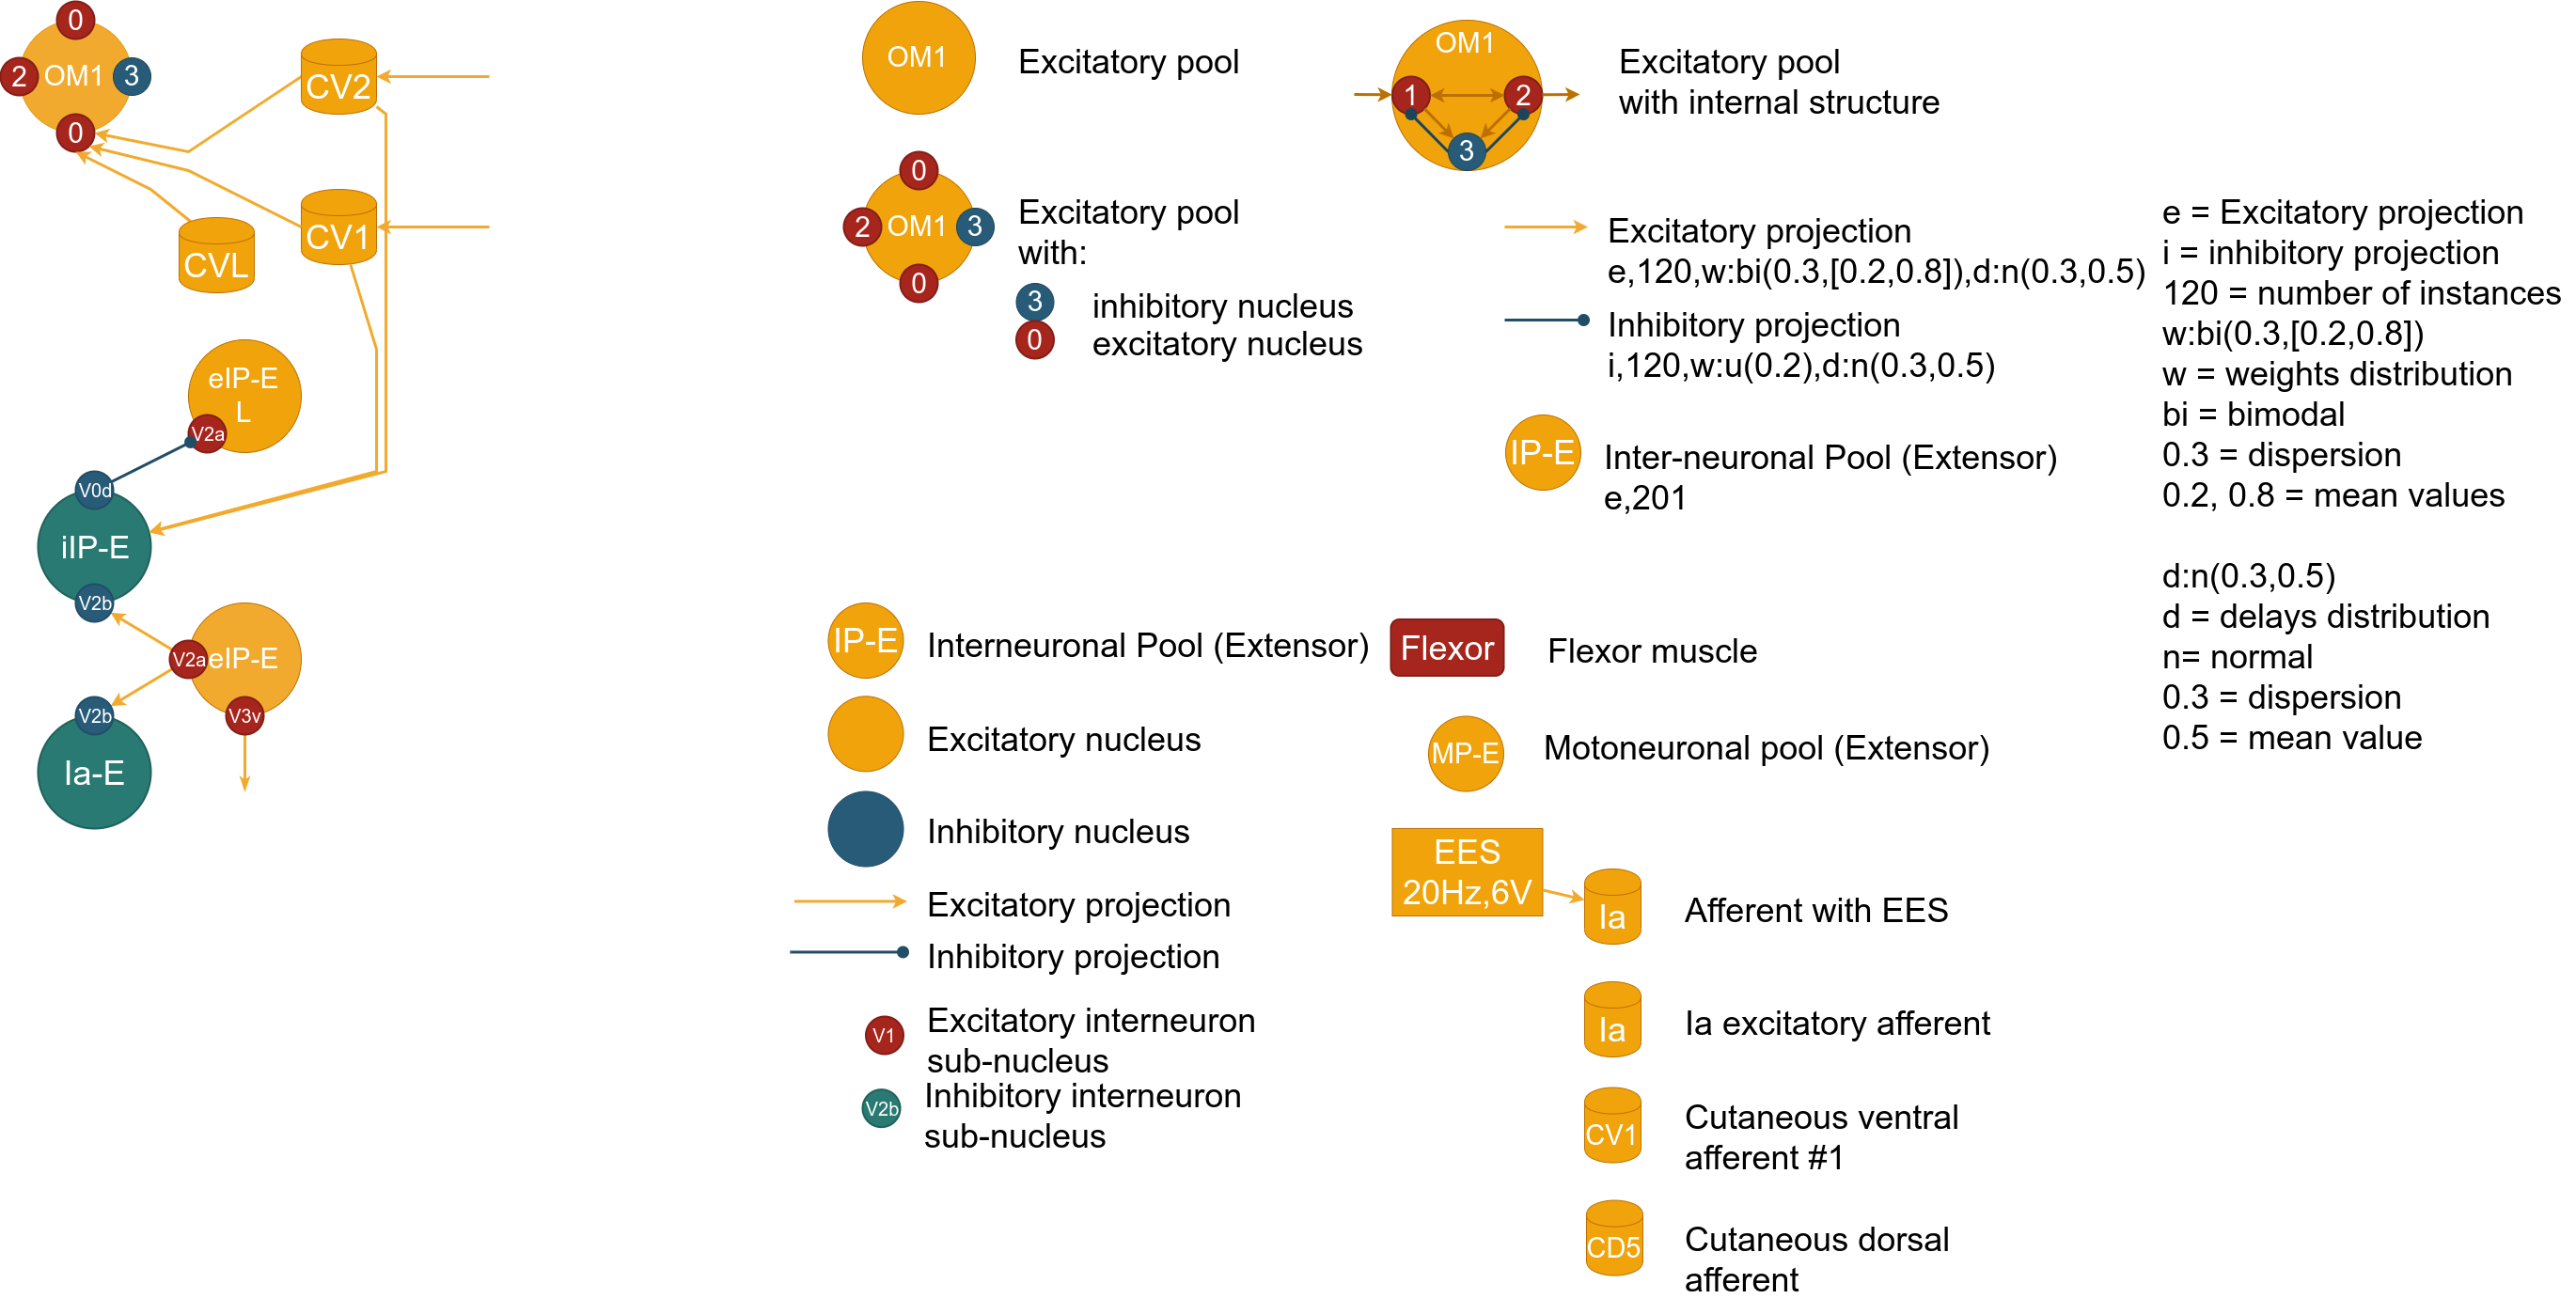 0
2
OM1
3
0
CV2
CV1
CVL
eIP-E
L
V2a
V0d
iIP-E
V2b
V2a
eIP-E
V3v
V2b
Ia-E
OM1
Excitatory pool
0
2
OM1
3
0
Excitatory pool
with:
3
inhibitory nucleus
0
excitatory nucleus
OM1
1
2
3
Excitatory pool
with internal structure
Excitatory projection
e,120,w:bi(0.3,[0.2,0.8]),d:n(0.3,0.5)
Inhibitory projection
i,120,w:u(0.2),d:n(0.3,0.5)
IP-E
Inter-neuronal Pool (Extensor)
e,201
e = Excitatory projection
i = inhibitory projection
120 = number of instances
w:bi(0.3,[0.2,0.8])
w = weights distribution
bi = bimodal
0.3 = dispersion
0.2, 0.8 = mean values
d:n(0.3,0.5)
d = delays distribution
n= normal
0.3 = dispersion
0.5 = mean value
IP-E
Interneuronal Pool (Extensor)
Excitatory nucleus
Inhibitory nucleus
Excitatory projection
Inhibitory projection
V1
Excitatory interneuron
sub-nucleus
V2b
Inhibitory interneuron
sub-nucleus
Flexor
Flexor muscle
MP-E
Motoneuronal pool (Extensor)
EES
20Hz,6V
Ia
Afferent with EES
Ia
Ia excitatory afferent
CV1
Cutaneous ventral
afferent #1
CD5
Cutaneous dorsal
afferent